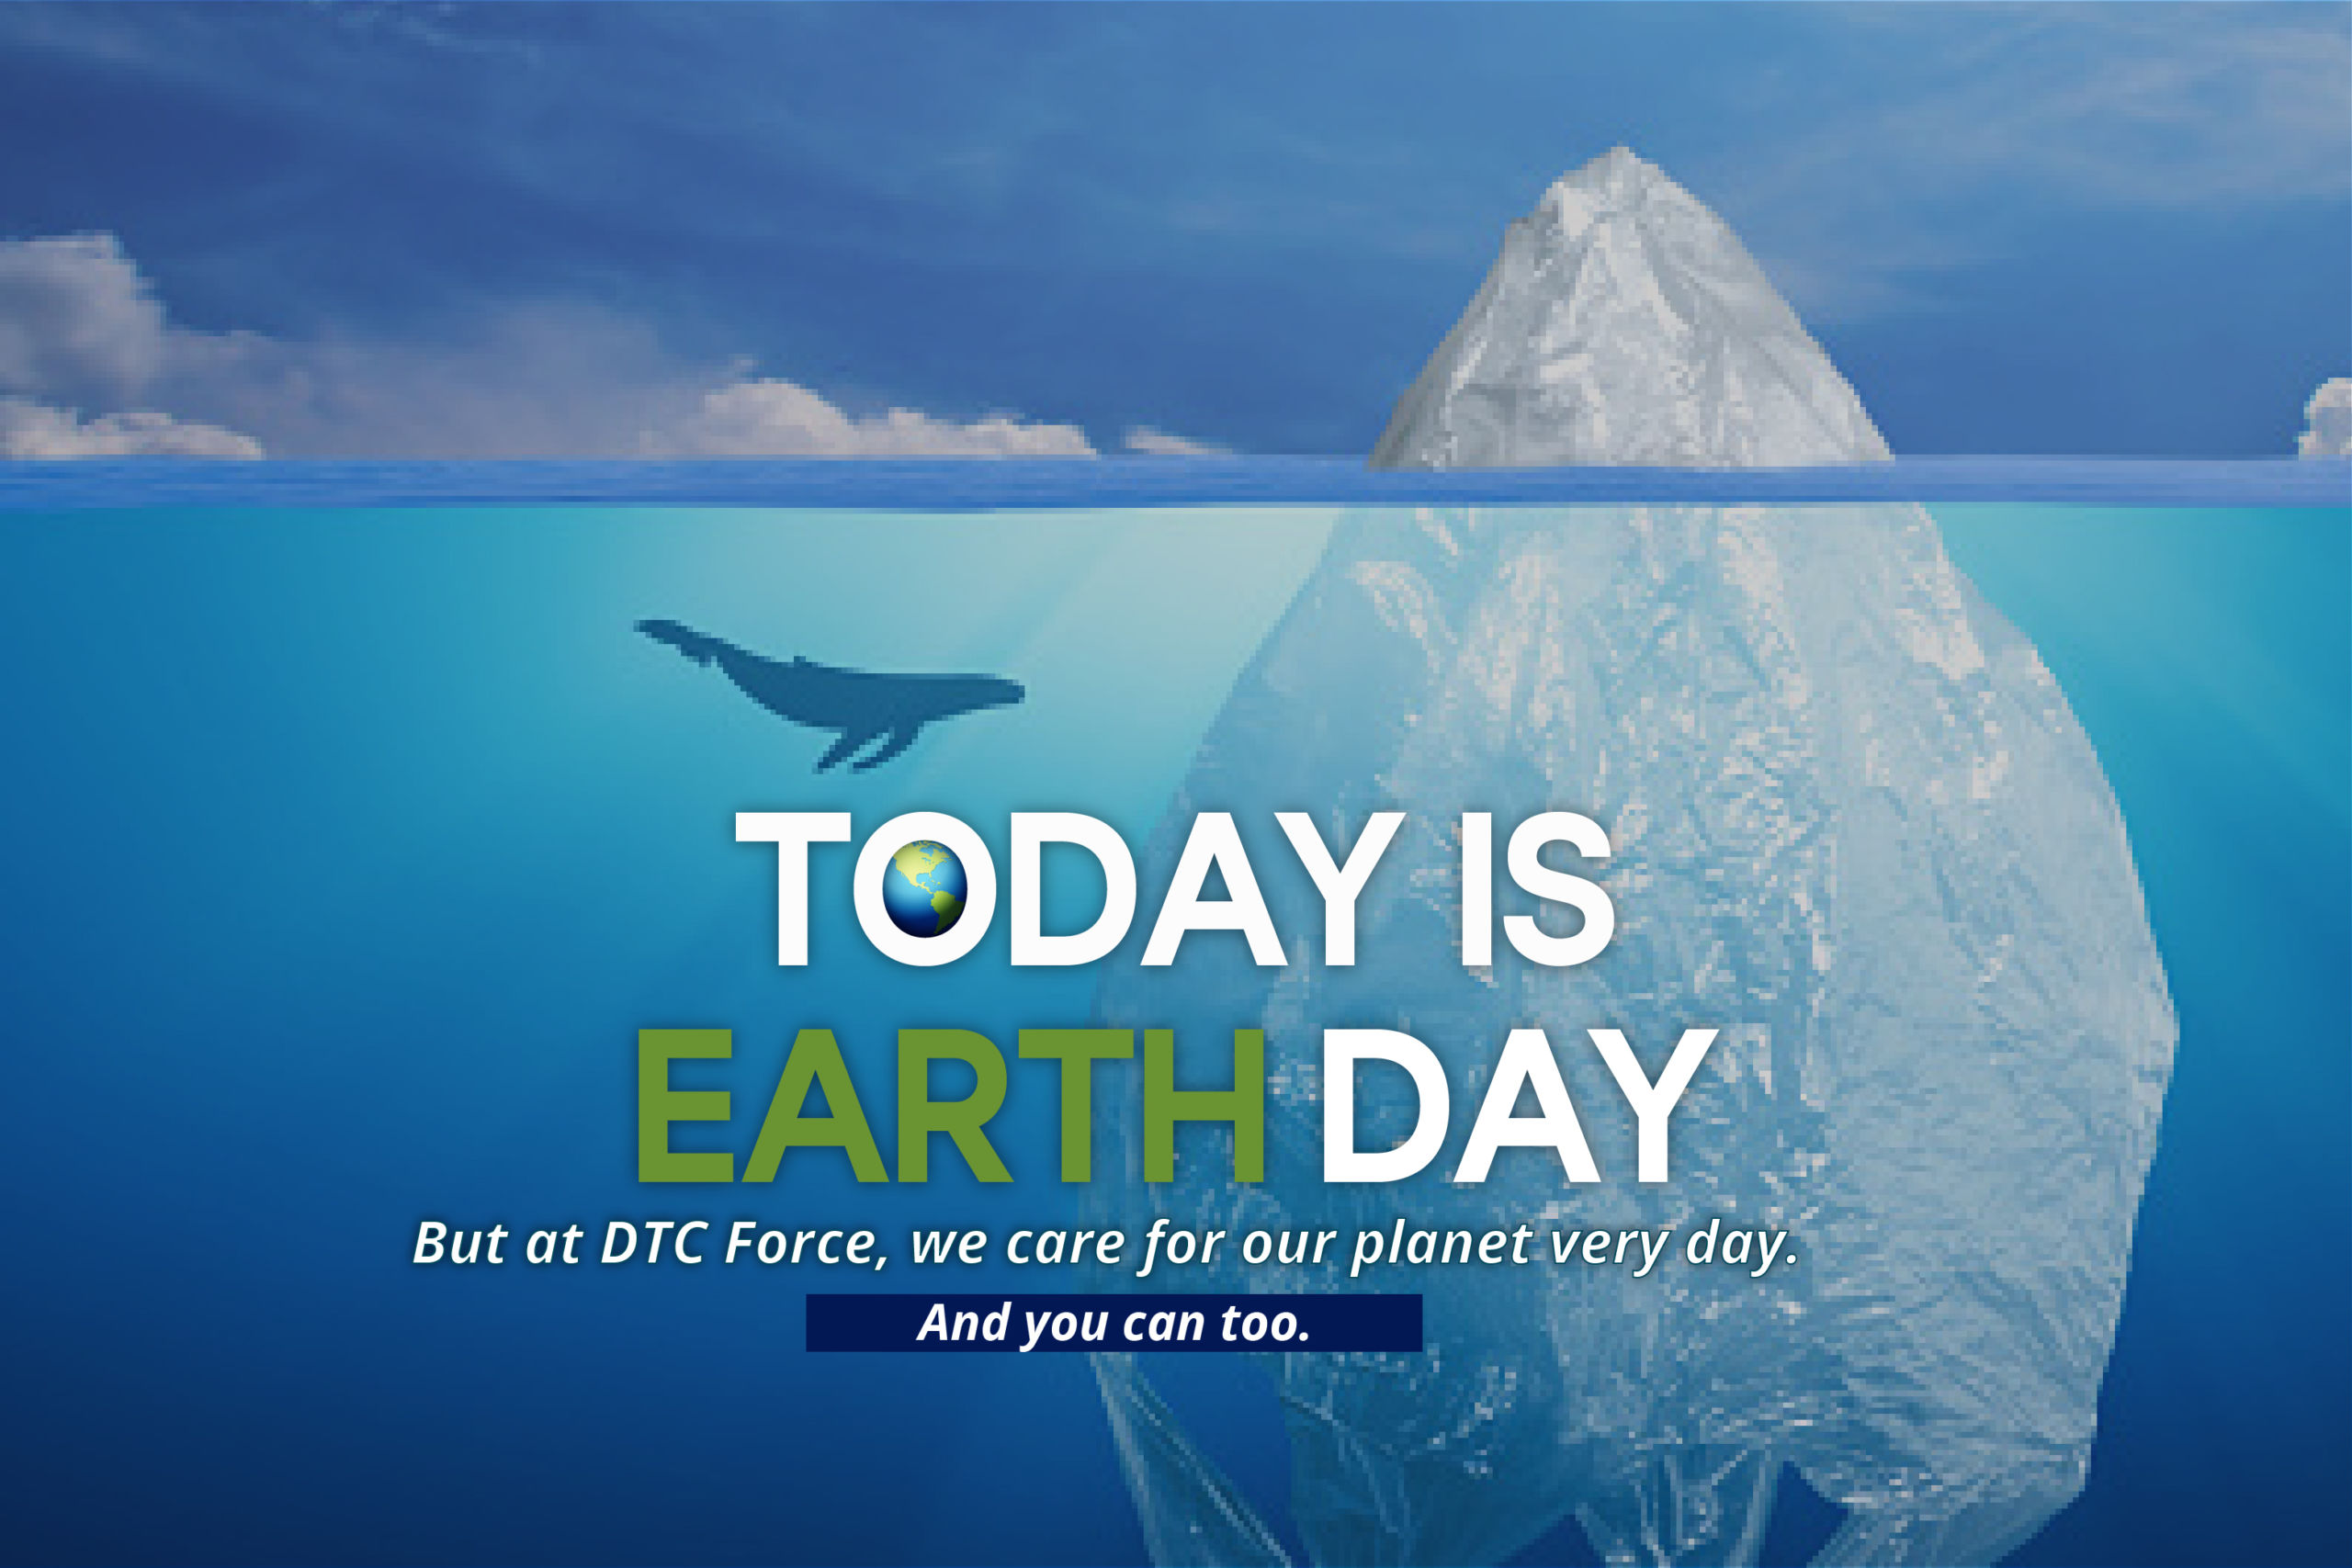 TODAY IS
EARTH DAY
But at DTC Force, we care for our planet very day.
And you can too.